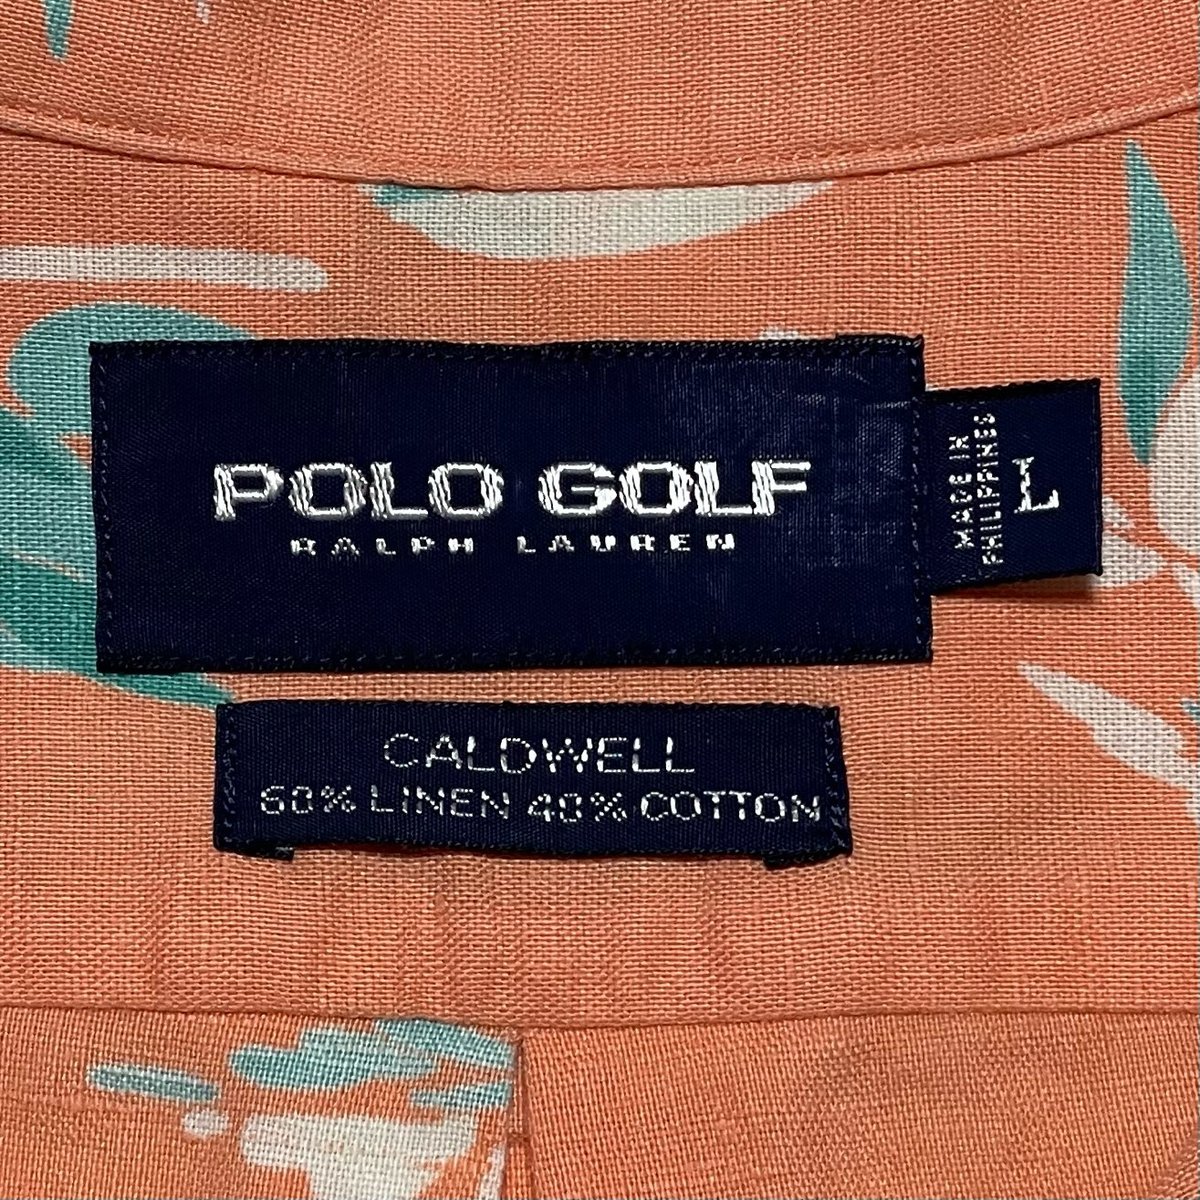 POLO GOLF
RALPH LAUREN
MADE IN
PHILIPPINES
L
CALDWELL
60% LINEN 40% COTTON